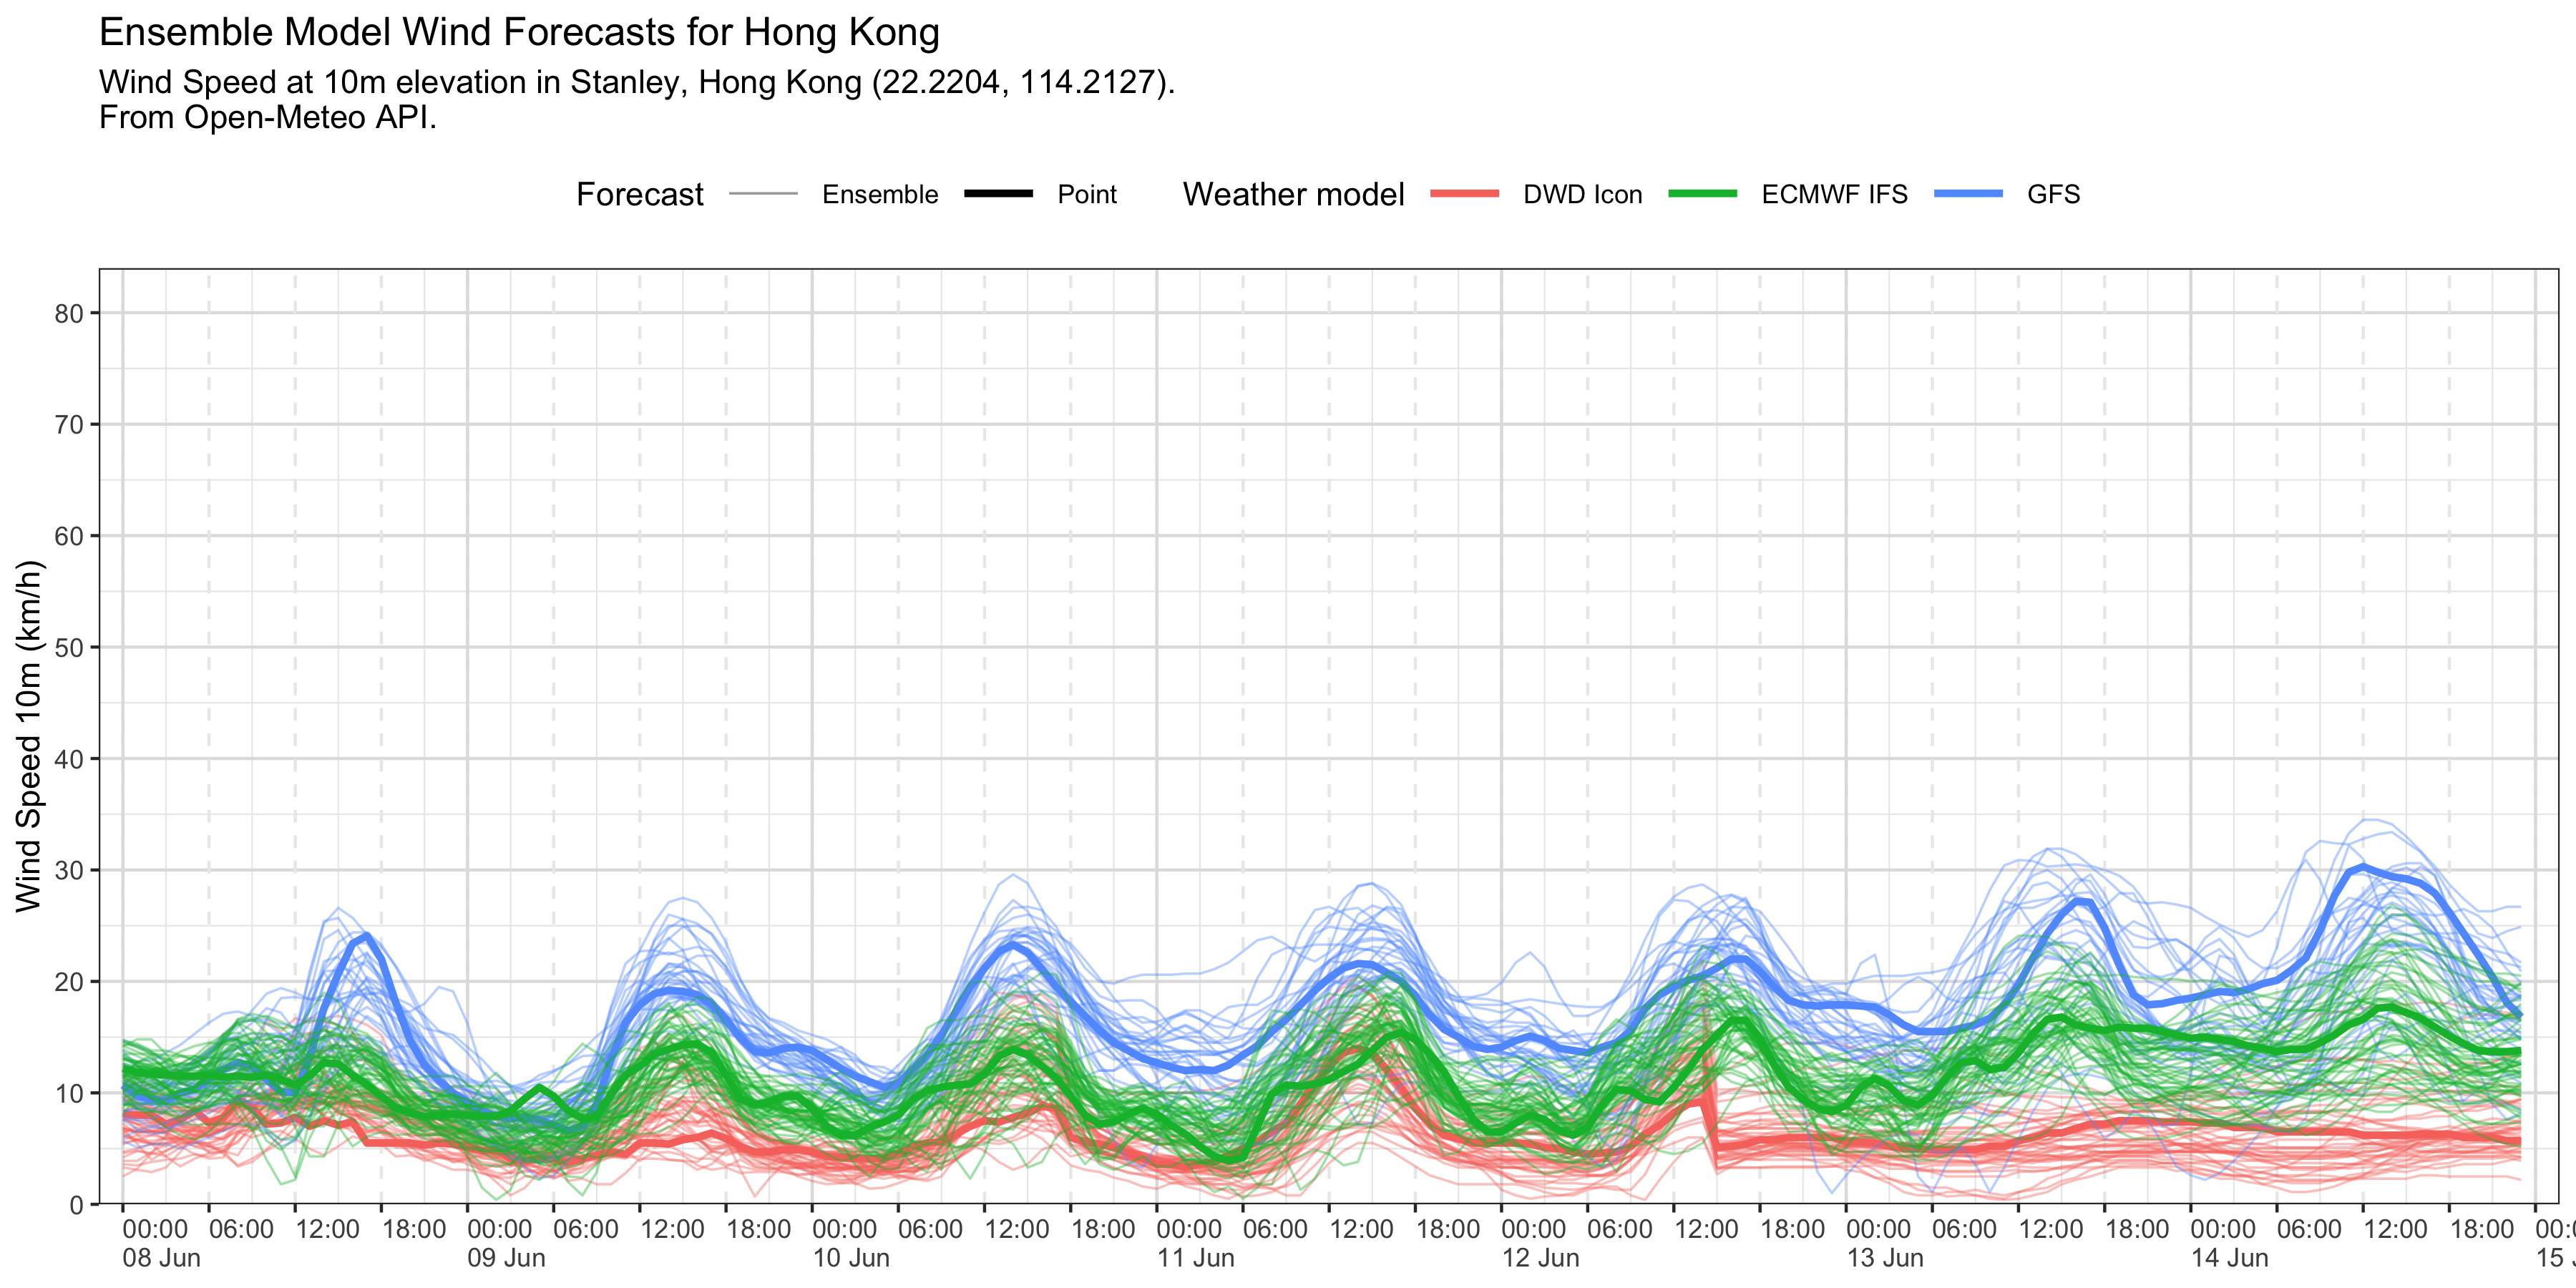 Ensemble Model Wind Forecasts for Hong Kong
Wind Speed at 10m elevation in Stanley, Hong Kong (22.2204, 114.2127).
From Open-Meteo API.
Forecast Ensemble Point Weather model DWD Icon ECMWF IFS GFS
Wind Speed 10m (km/h)
80
70
60
50
40
30
20
10
0
00:00 06:00 12:00 18:00 00:00 06:00 12:00 18:00 00:00 06:00 12:00 18:00 00:00 06:00 12:00 18:00 00:00 06:00 12:00 18:00 00:00 06:00 12:00 18:00 00:00 06:00 12:00 18:00
08 Jun 09 Jun 10 Jun 11 Jun 12 Jun 13 Jun 14 Jun 15